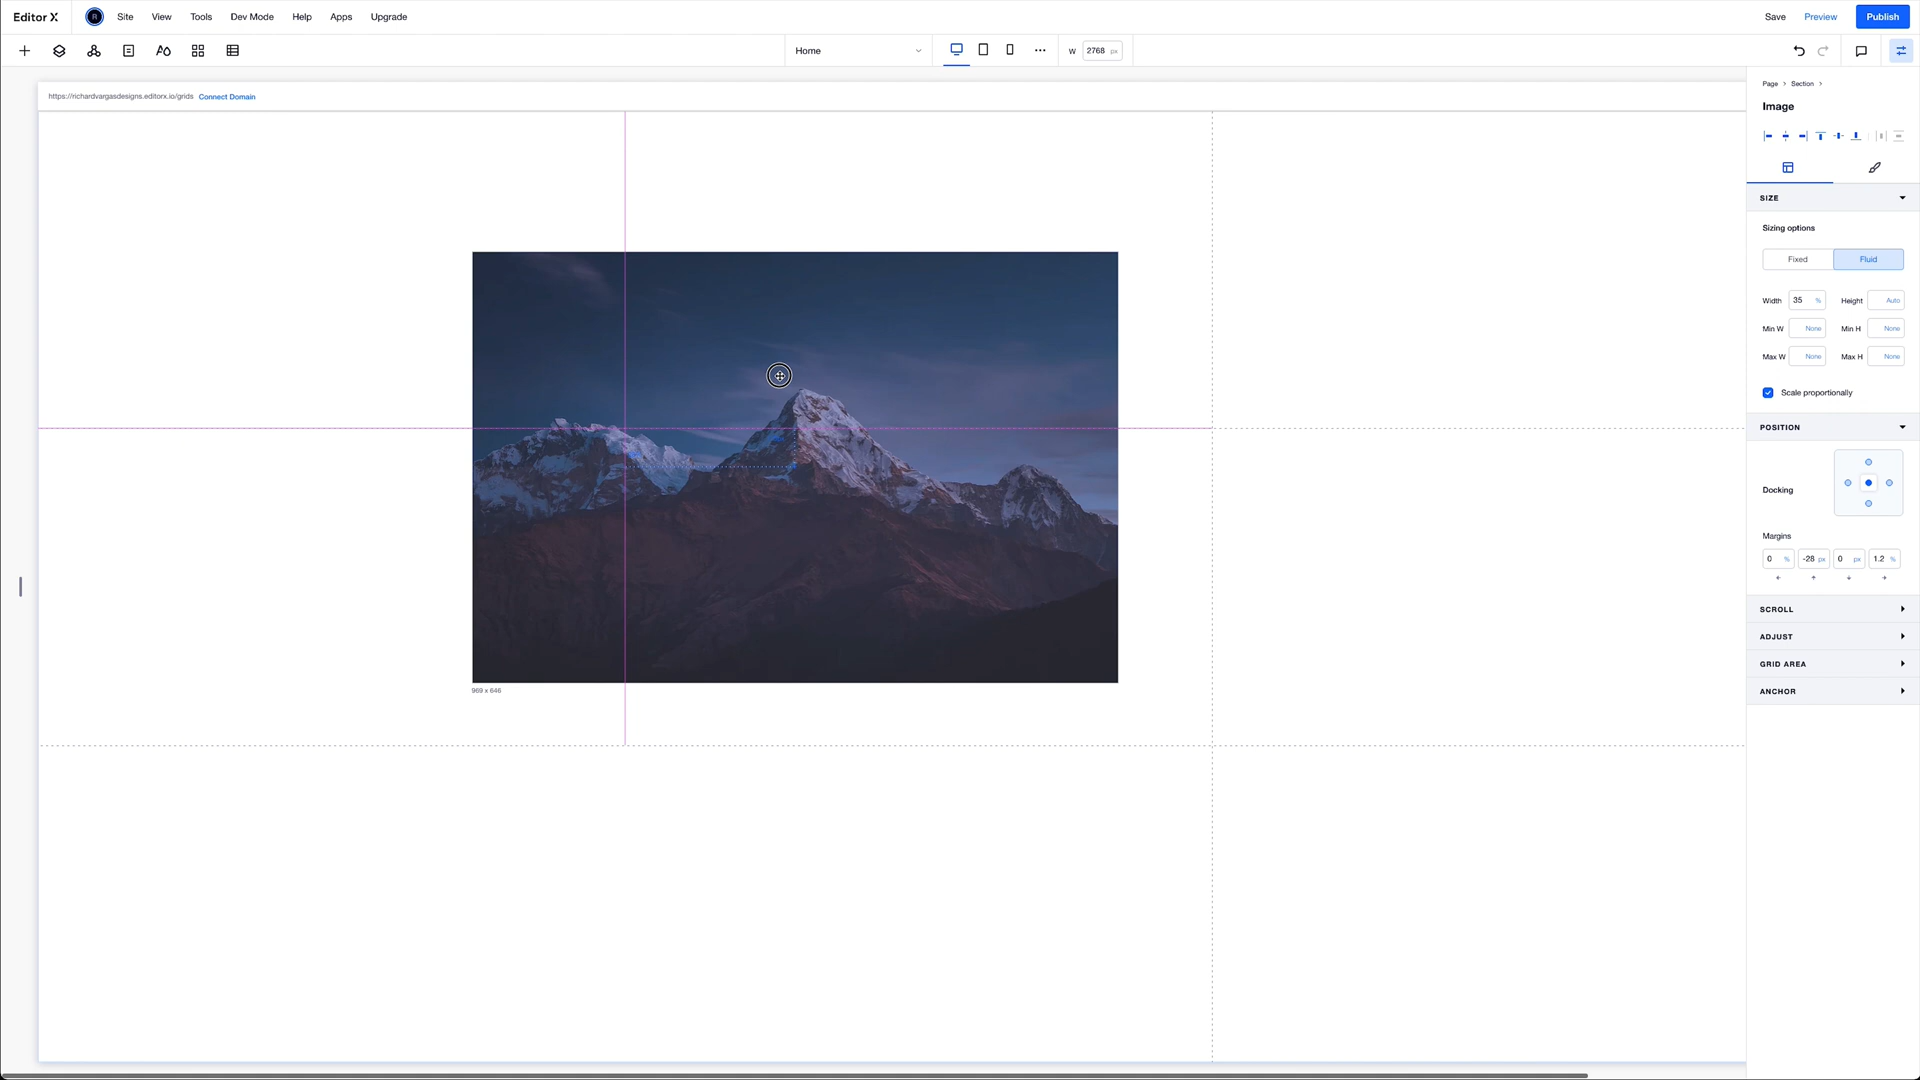 Editor X
R
Site
View
Tools
Dev Mode
Help
Apps
Upgrade
Save
Preview
Publish
Home
W
2768 px
https://richardvargasdesigns.editorx.io/grids Connect Domain
Page > Section >
Image
SIZE
Sizing options
Fixed
Fluid
Width 35 %
Height Auto
Min W None
Min H None
Max W None
Max H None
Scale proportionally
POSITION
Docking
Margins
0 % -28 px 0 px 1.2 %
SCROLL
ADJUST
GRID AREA
ANCHOR
969 x 646